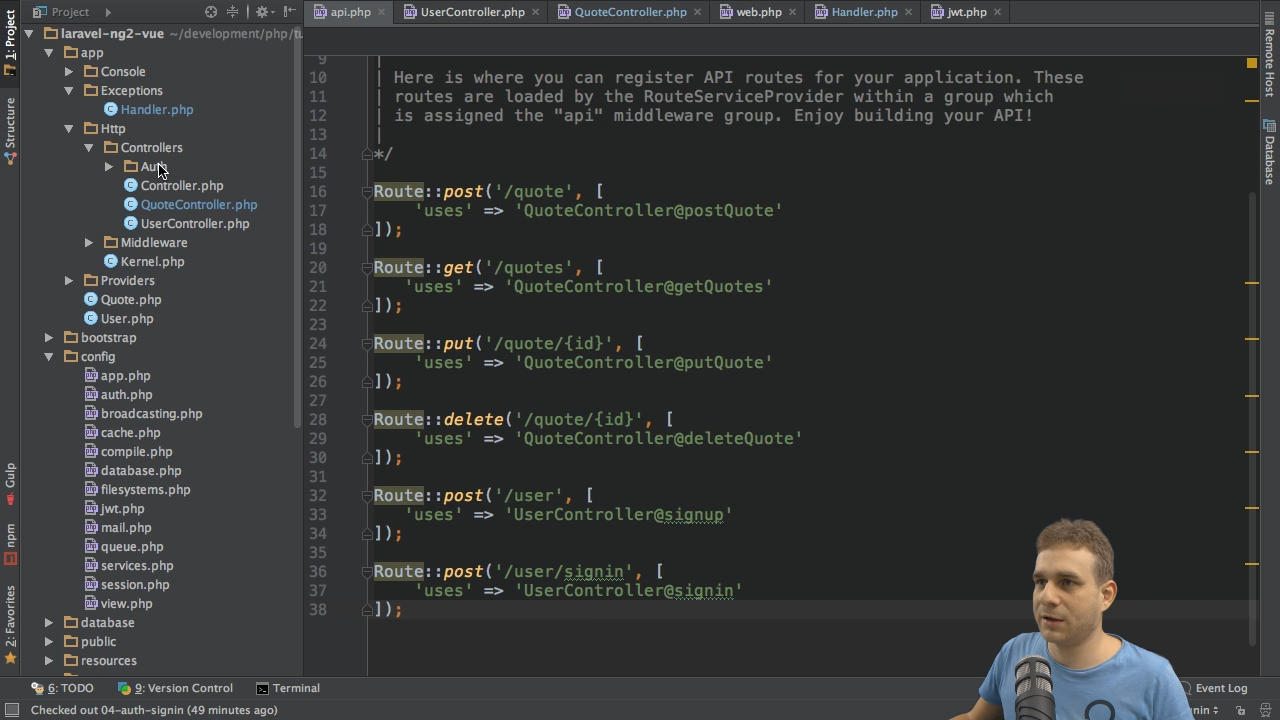 Project
api.php
UserController.php
QuoteController.php
web.php
Handler.php
jwt.php
1: Project
Structure
Gulp
npm
2: Favorites
laravel-ng2-vue ~/development/php/tu
app
Console
Exceptions
Handler.php
Http
Controllers
Controller.php
QuoteController.php
UserController.php
Middleware
Kernel.php
Providers
Quote.php
User.php
bootstrap
config
app.php
auth.php
broadcasting.php
cache.php
compile.php
database.php
filesystems.php
jwt.php
mail.php
queue.php
services.php
session.php
view.php
database
public
resources
9 |
10 | Here is where you can register API routes for your application. These
11 | routes are loaded by the RouteServiceProvider within a group which
12 | is assigned the "api" middleware group. Enjoy building your API!
13 |
14 */
15
16 Route::post('/quote', [
17 'uses' => 'QuoteController@postQuote'
18 ]);
19
20 Route::get('/quotes', [
21 'uses' => 'QuoteController@getQuotes'
22 ]);
23
24 Route::put('/quote/{id}', [
25 'uses' => 'QuoteController@putQuote'
26 ]);
27
28 Route::delete('/quote/{id}', [
29 'uses' => 'QuoteController@deleteQuote'
30 ]);
31
32 Route::post('/user', [
33 'uses' => 'UserController@signup'
34 ]);
35
36 Route::post('/user/signin', [
37 'uses' => 'UserController@signin'
38 ]);
Remote Host
Database
6: TODO
9: Version Control
Terminal
Event Log
Checked out 04-auth-signin (49 minutes ago)